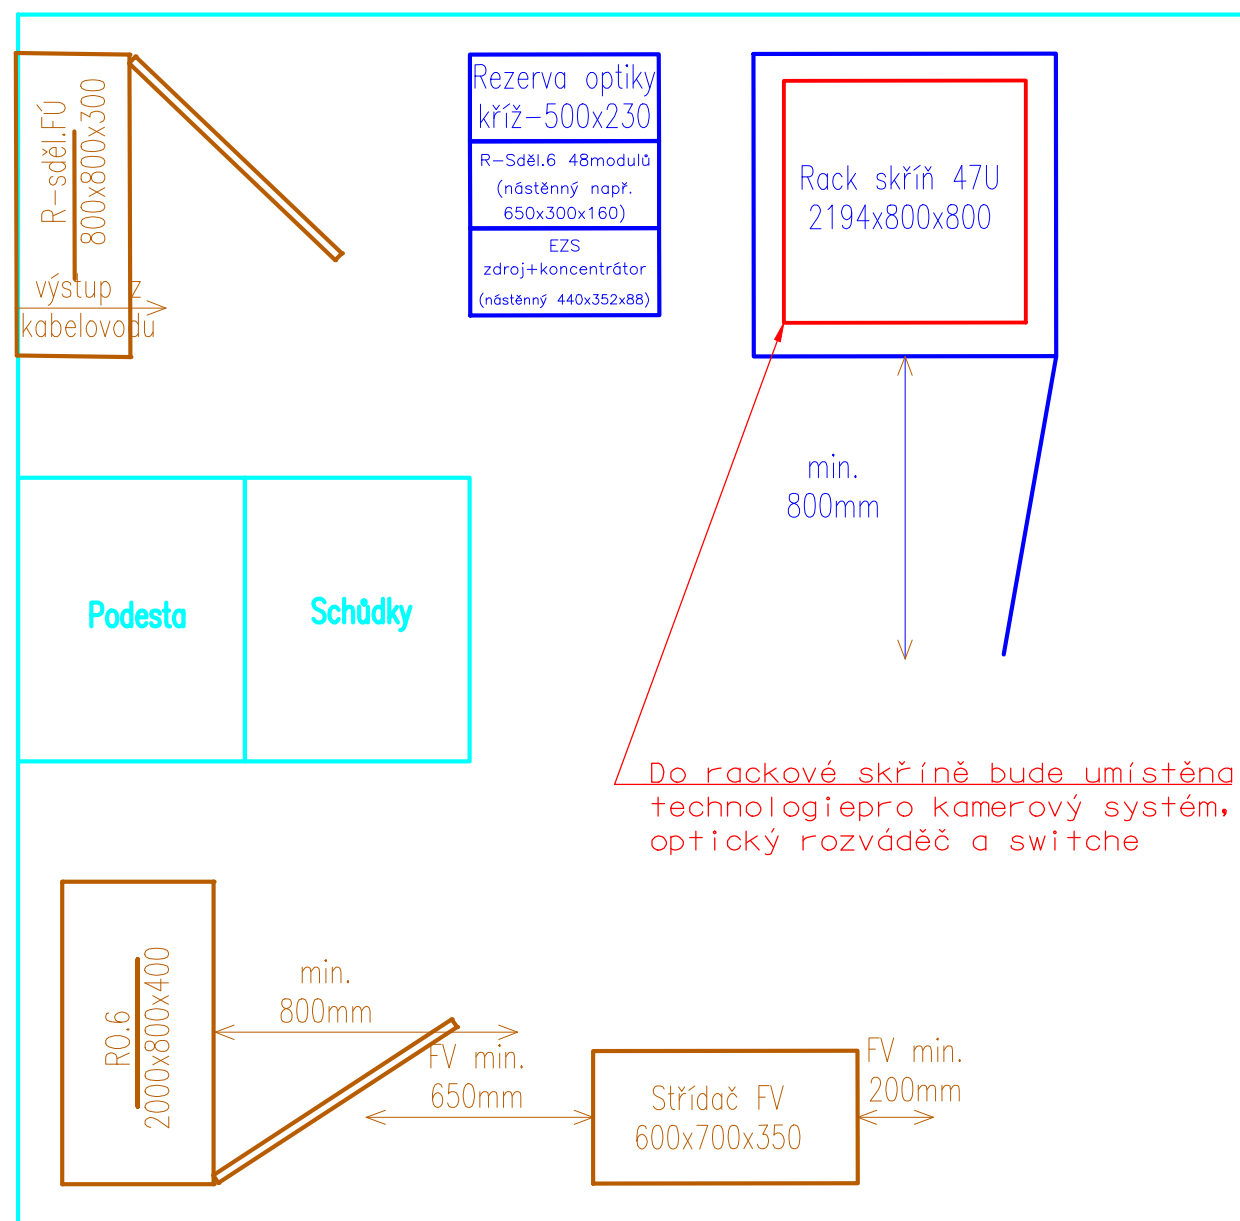 R-sděl.FÚ
800x800x300
výstup z
kabelovodu
Rezerva optiky
kříž-500x230
R-Sděl.6 48modulů
(nástěnný např.
650x300x160)
EZS
zdroj+koncentrátor
(nástěnný 440x352x88)
Rack skříň 47U
2194x800x800
min.
800mm
Podesta
Schůdky
Do rackové skříně bude umístěna
technologiepro kamerový systém,
optický rozváděč a switche
RO.6
2000x800x400
min.
800mm
FV min.
650mm
Střídač FV
600x700x350
FV min.
200mm